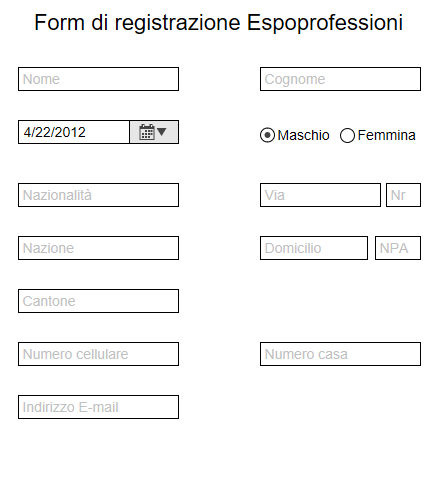 Form di registrazione Espoprofessioni
Nome Cognome
4/22/2012 Maschio Femmina
Nazionalità Via Nr
Nazione Domicilio NPA
Cantone
Numero cellulare Numero casa
Indirizzo E-mail